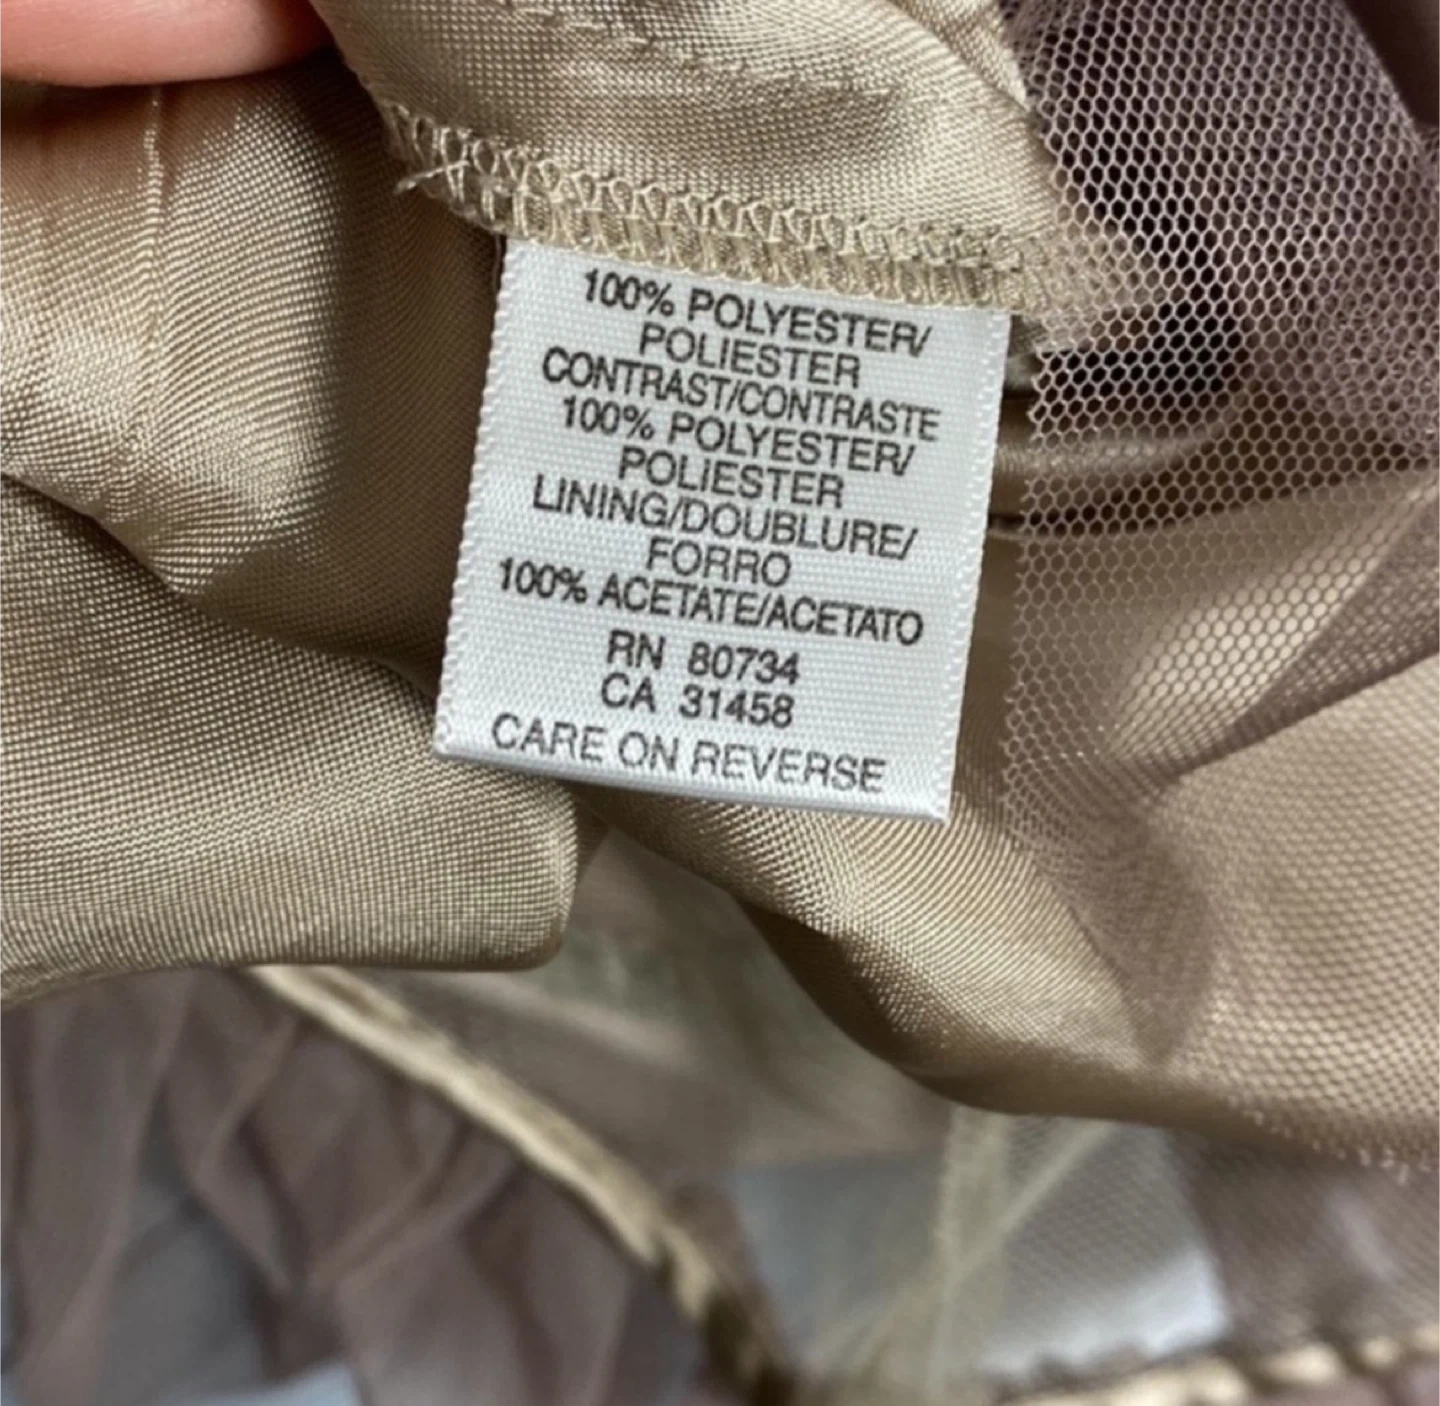 100% POLYESTER/
POLIESTER
CONTRAST/CONTRASTE
100% POLYESTER/
POLIESTER
LINING/DOUBLURE/
FORRO
100% ACETATE/ACETATO
RN 80734
CA 31458
CARE ON REVERSE